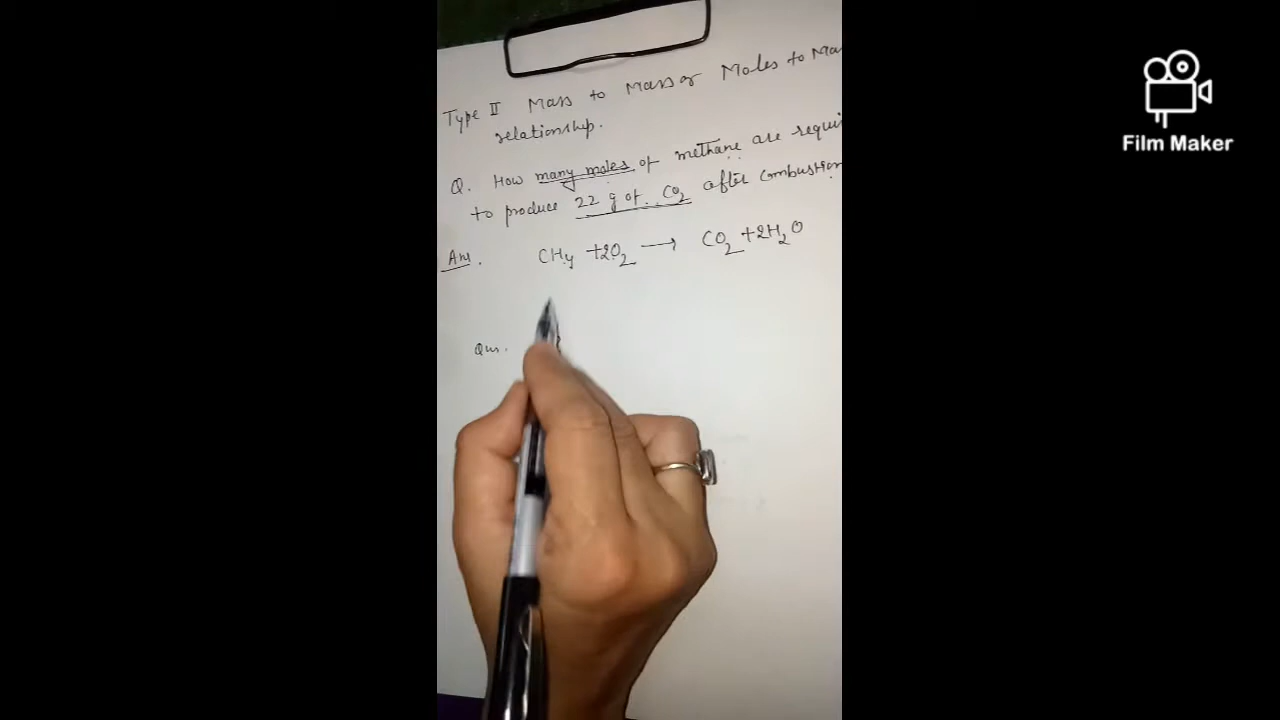 Type II Mass to Mass or Moles to Ma
relationship.
Q. How many moles of methane are requi
to produce 22 g of CO2 after combustion
Ans. CH4 + 2O2 → CO2 + 2H2O
Qus.
Film Maker